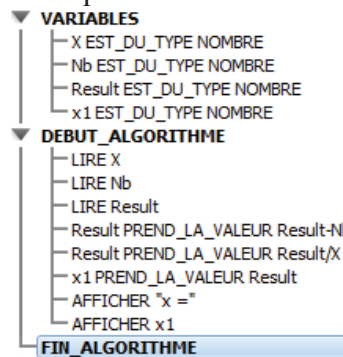 VARIABLES
X EST_DU_TYPE NOMBRE
Nb EST_DU_TYPE NOMBRE
Result EST_DU_TYPE NOMBRE
x1 EST_DU_TYPE NOMBRE
DEBUT_ALGORITHME
LIRE X
LIRE Nb
LIRE Result
Result PREND_LA_VALEUR Result-N
Result PREND_LA_VALEUR Result/X
x1 PREND_LA_VALEUR Result
AFFICHER "x ="
AFFICHER x1
FIN_ALGORITHME